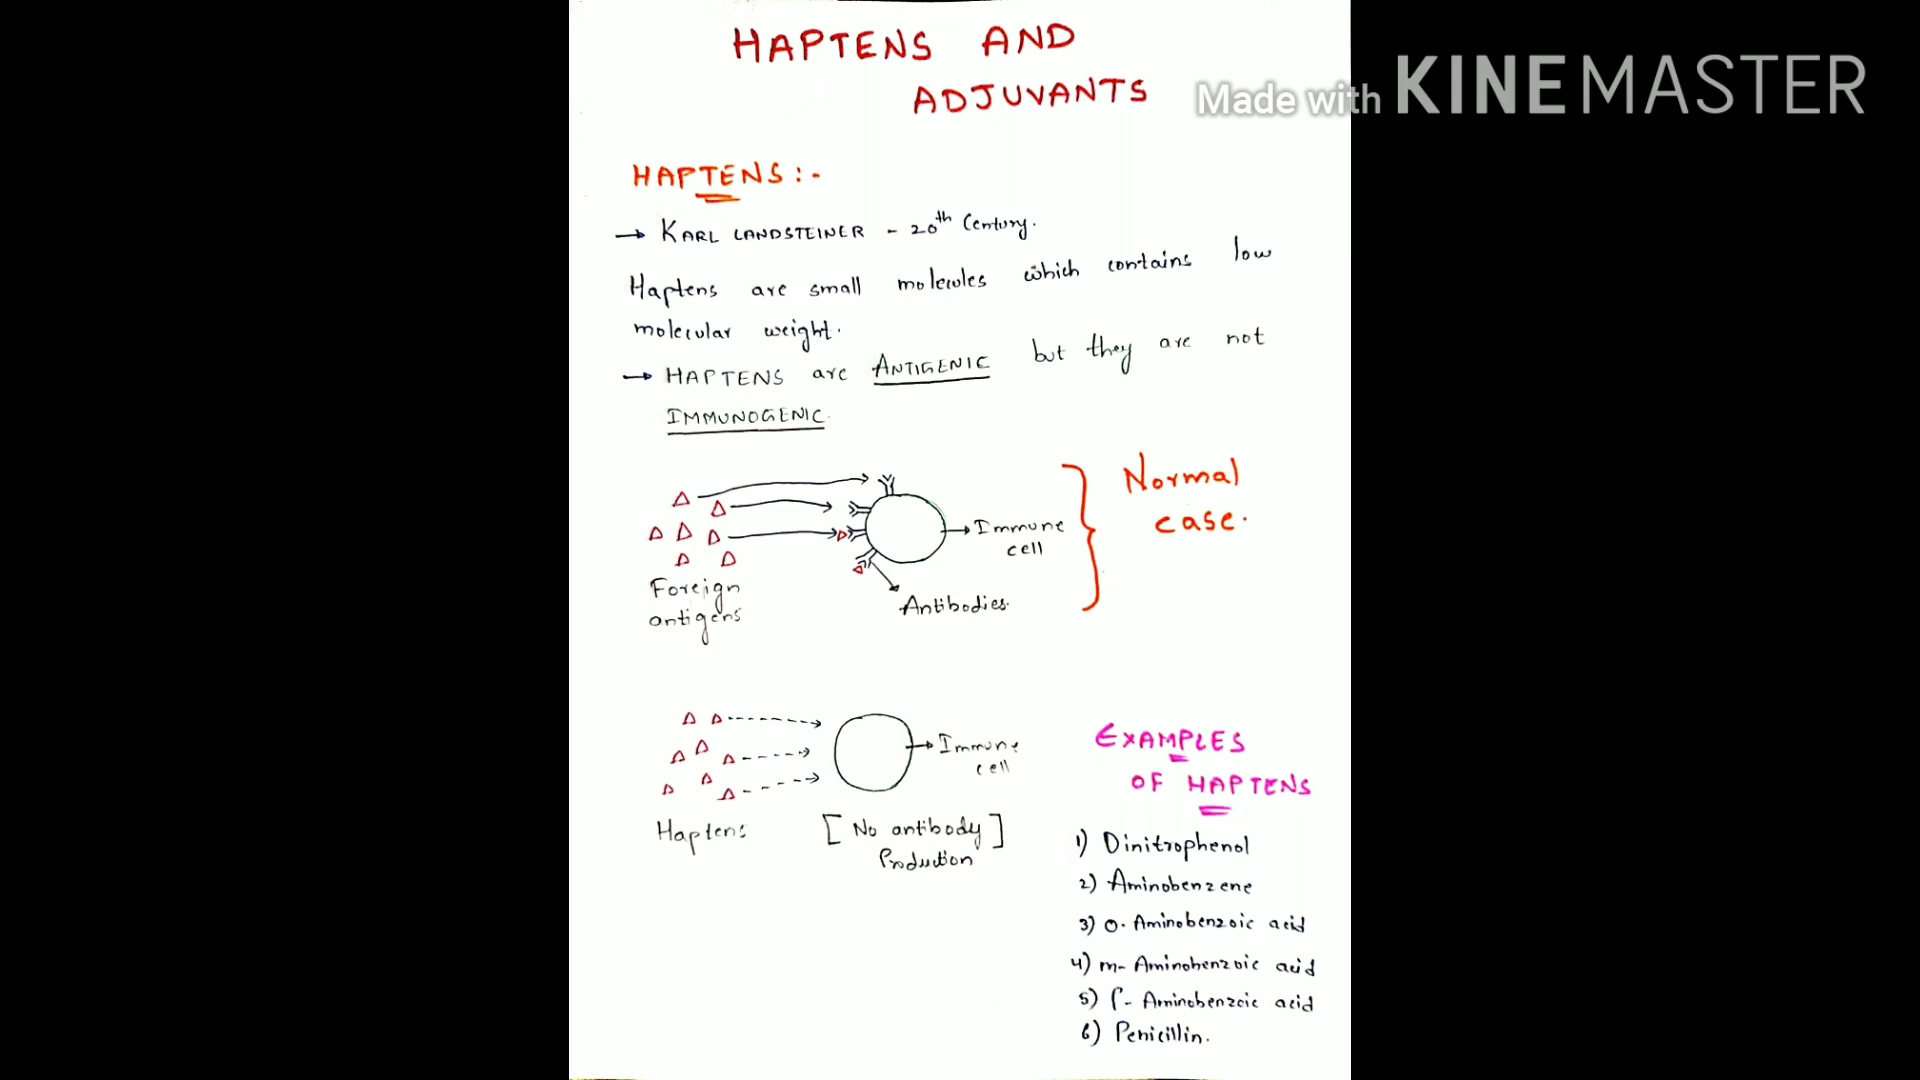 HAPTENS AND
ADJUVANTS
Made with KINEMASTER
HAPTENS :-
→ KARL LANDSTEINER - 20th Century.
Haptens are small molecules which contains low
molecular weight.
→ HAPTENS are ANTIGENIC but they are not
IMMUNOGENIC.
Normal
case.
Immune
cell
Foreign
antigens
Antibodies.
Immune
cell
Haptens
[ No antibody ]
Production
EXAMPLES
OF HAPTENS
1) Dinitrophenol
2) Aminobenzene
3) O- Aminobenzoic acid
4) m- Aminobenzoic acid
5) P- Aminobenzoic acid
6) Penicillin.